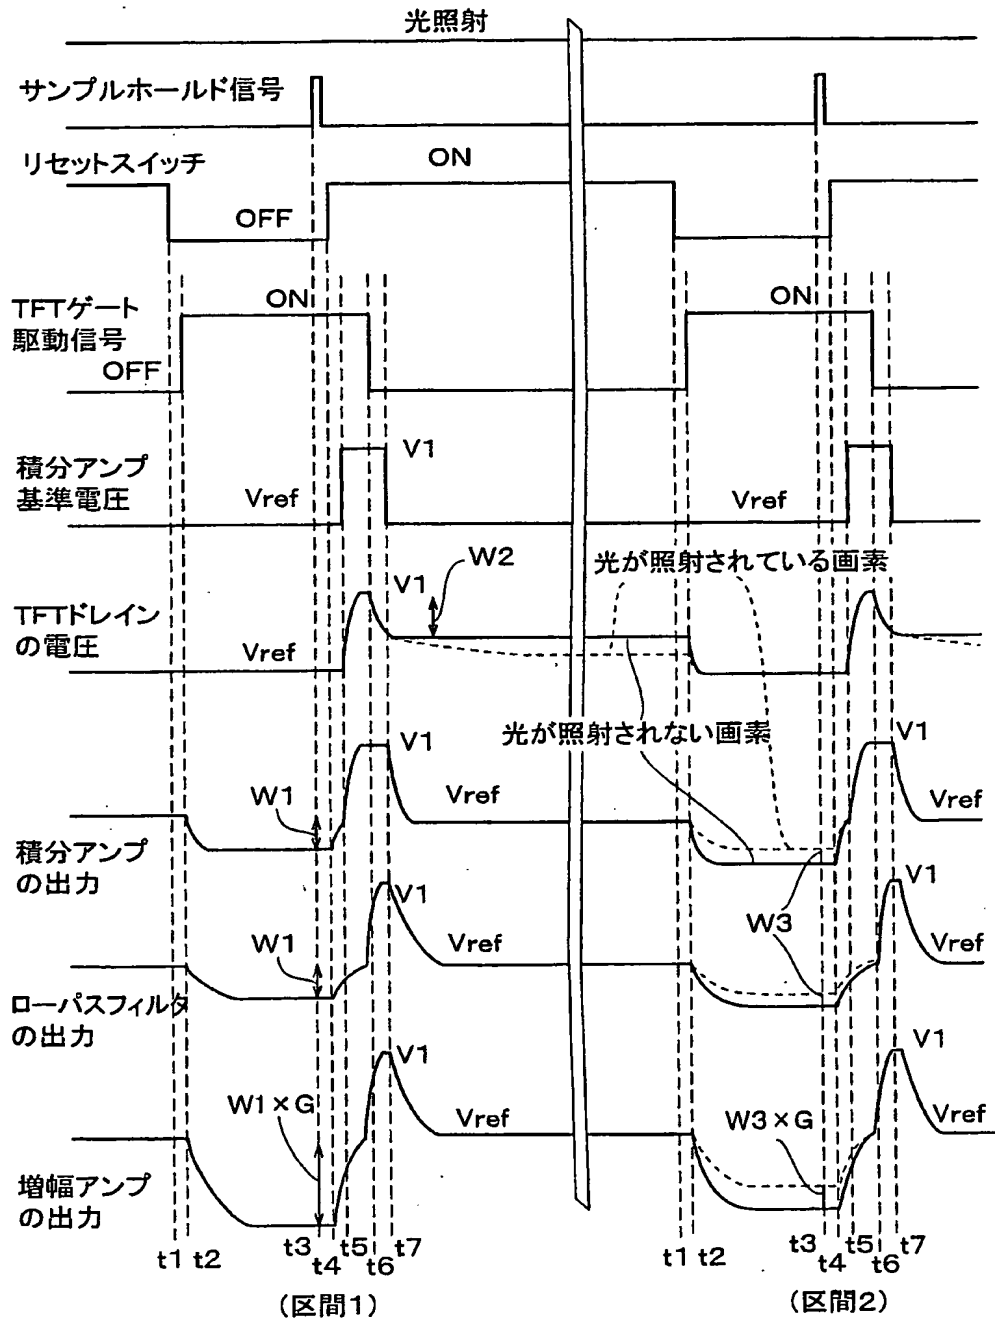 光照射
サンプルホールド信号
リセットスイッチ
ON
OFF
TFTゲート
駆動信号
ON
ON
OFF
積分アンプ
基準電圧
V1
Vref
Vref
W2
光が照射されている画素
V1
TFTドレイン
の電圧
Vref
光が照射されない画素
V1
V1
W1
Vref
Vref
積分アンプ
の出力
V1
V1
W3
W1
Vref
Vref
ローパスフィルタ
の出力
V1
V1
W1×G
Vref
W3×G
Vref
増幅アンプ
の出力
t1 t2 t3 t4 t5 t6 t7
t1 t2 t3 t4 t5 t6 t7
(区間1)
(区間2)